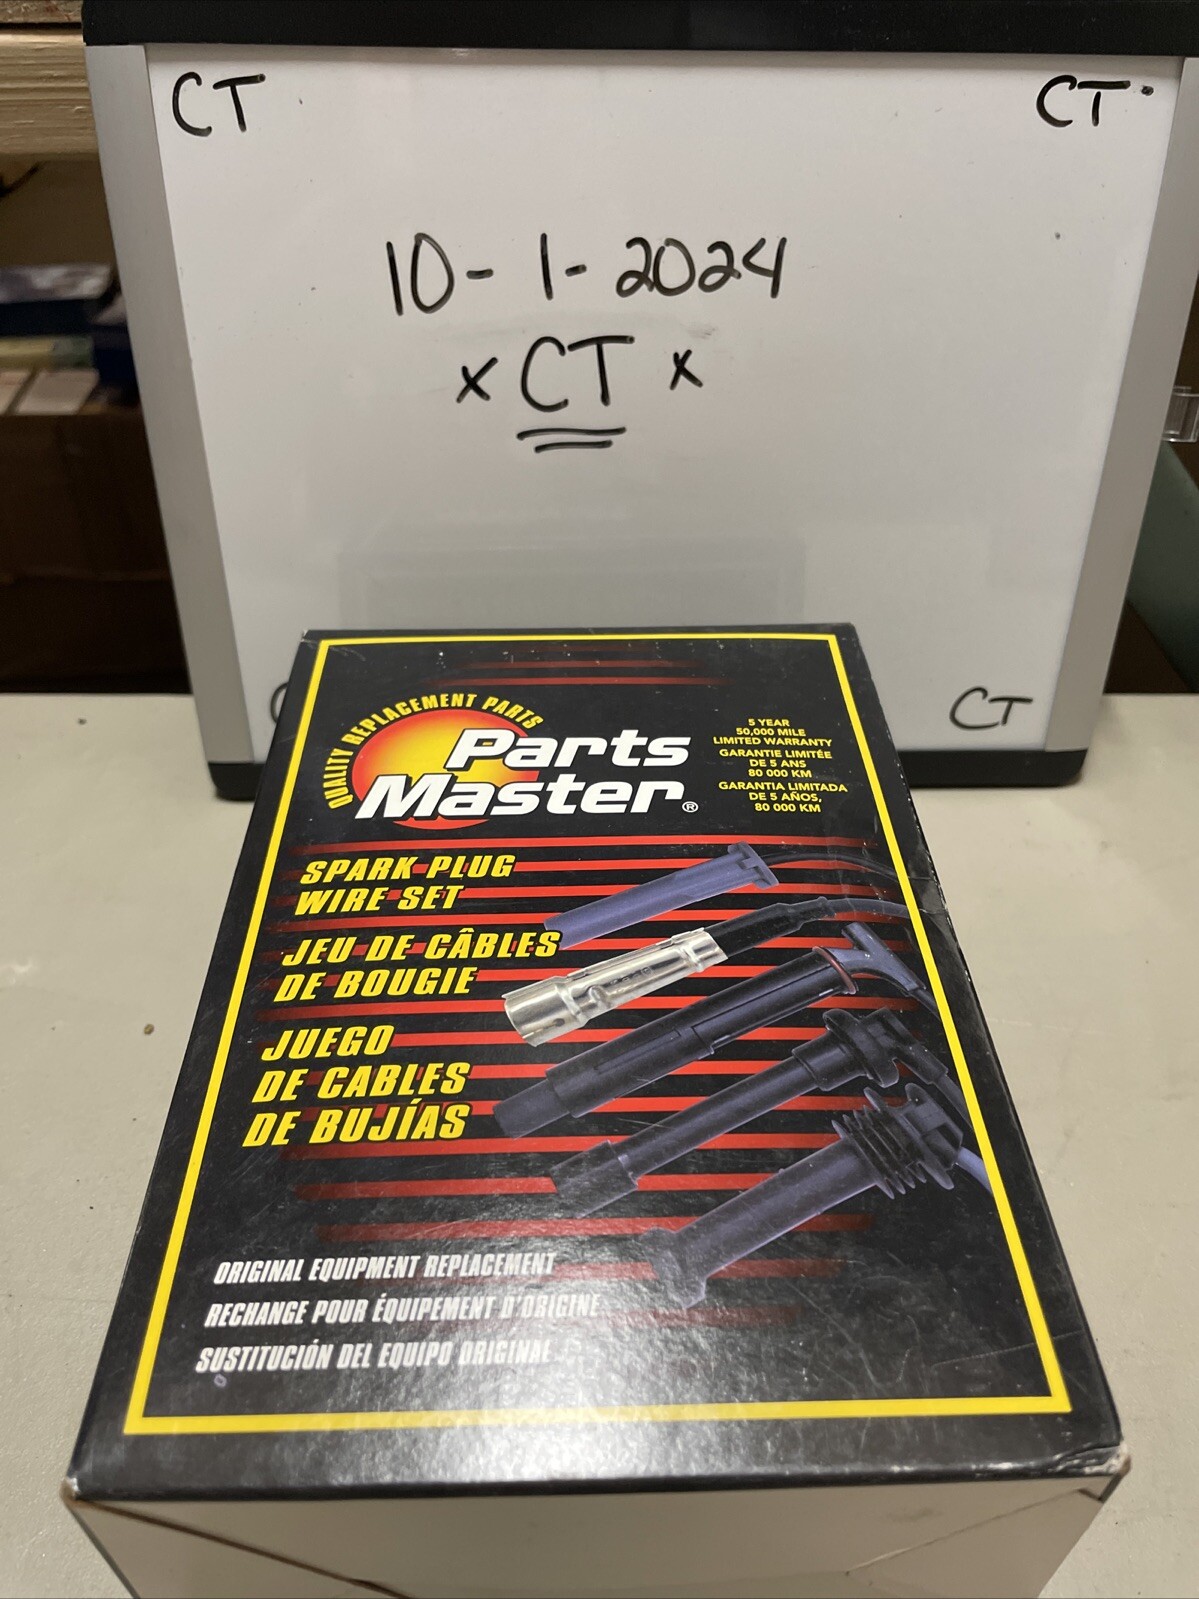 CT
CT
10-1-2024
x CT x
CT
QUALITY REPLACEMENT PARTS
Parts
Master®
5 YEAR
50,000 MILE
LIMITED WARRANTY
GARANTIE LIMITÉE
DE 5 ANS
80 000 KM
GARANTIA LIMITADA
DE 5 AÑOS,
80 000 KM
SPARK PLUG
WIRE SET
JEU DE CÂBLES
DE BOUGIE
JUEGO
DE CABLES
DE BUJÍAS
ORIGINAL EQUIPMENT REPLACEMENT
RECHANGE POUR ÉQUIPEMENT D'ORIGINE
SUSTITUCIÓN DEL EQUIPO ORIGINAL